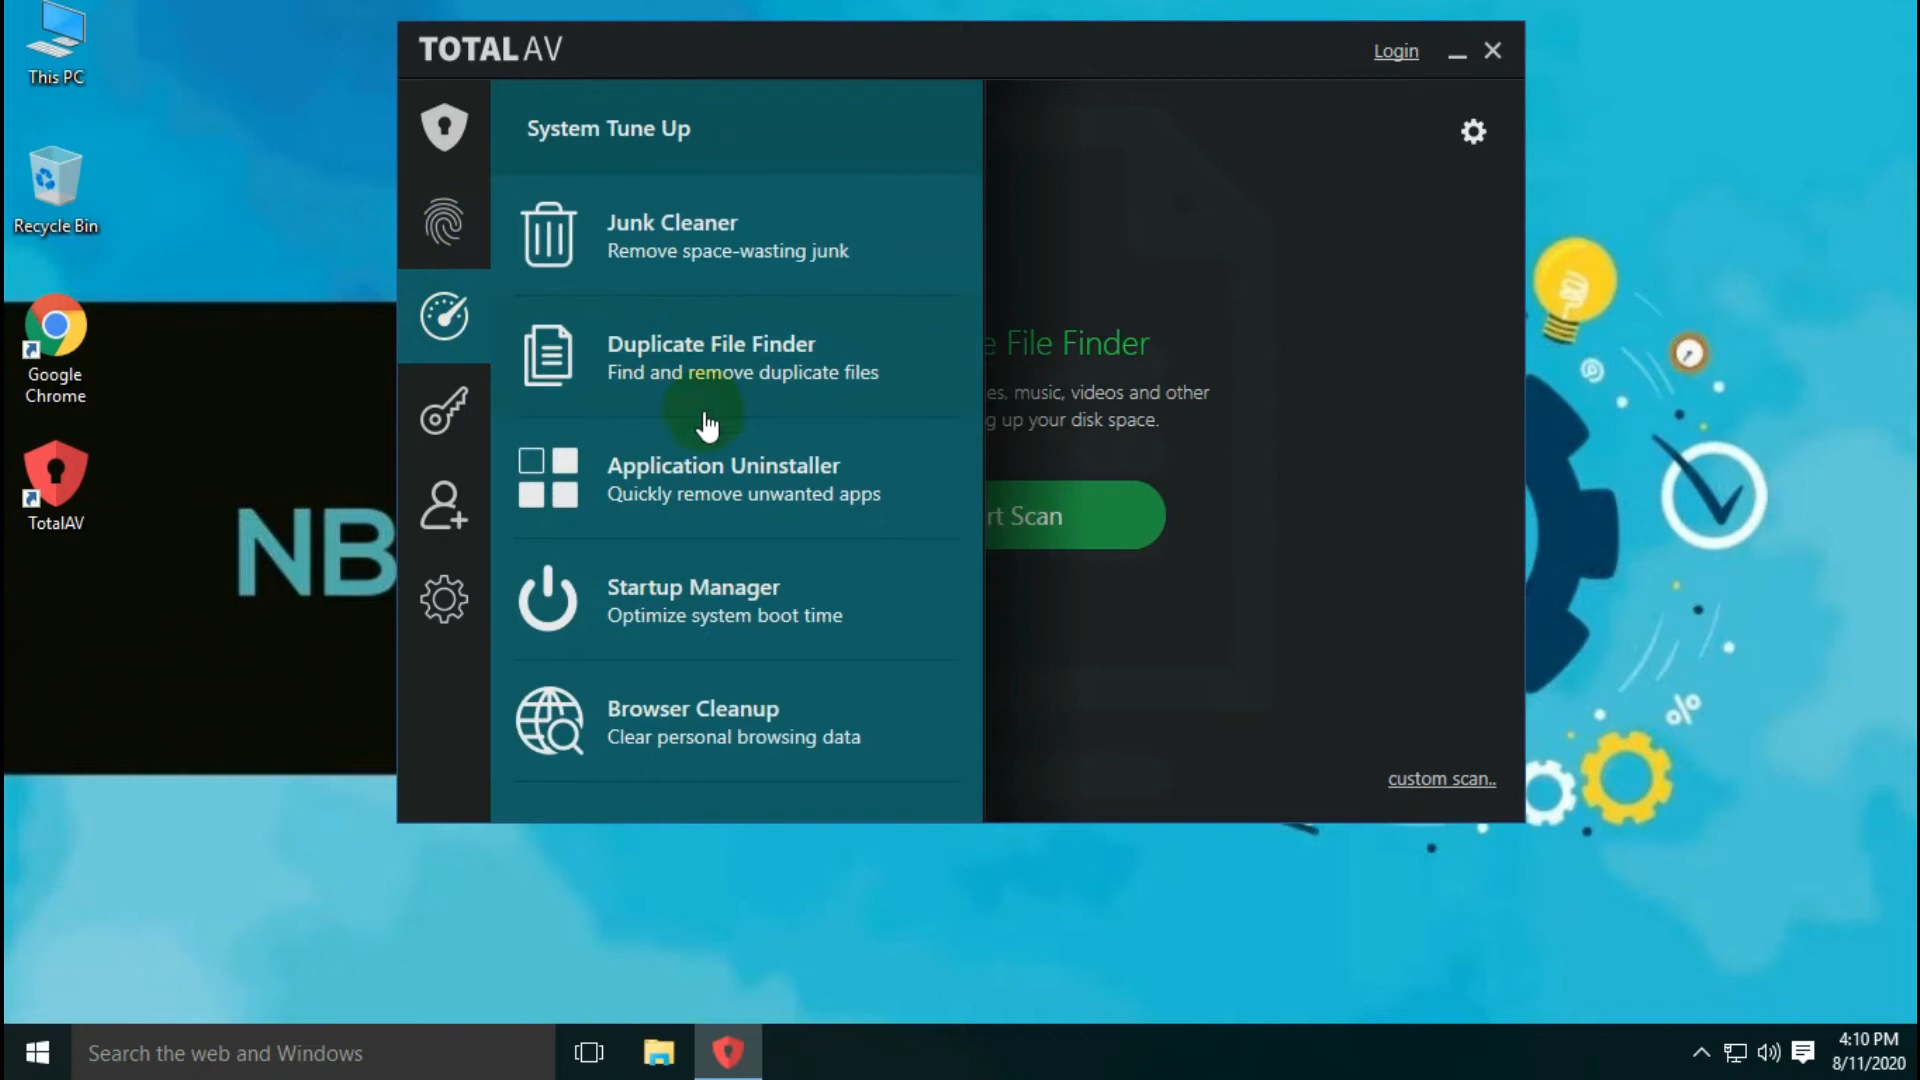 This PC
Recycle Bin
Google
Chrome
TotalAV
NB
TOTALAV
Login
System Tune Up
Junk Cleaner
Remove space-wasting junk
Duplicate File Finder
Find and remove duplicate files
Application Uninstaller
Quickly remove unwanted apps
Startup Manager
Optimize system boot time
Browser Cleanup
Clear personal browsing data
e File Finder
es, music, videos and other
g up your disk space.
rt Scan
custom scan..
%
Search the web and Windows
4:10 PM
8/11/2020